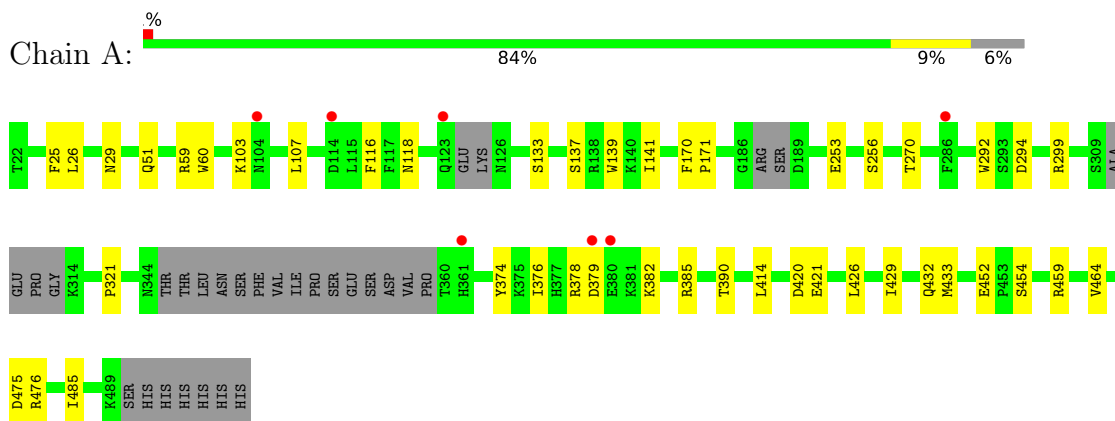 .%
Chain A:
84% 9% 6%
T22 F25 L26 N29 Q51 R59 W60 K103 N104 L107 D114 L115 F116 F117 N118 Q123 GLU LYS N126 S133 S137 R138 W139 K140 I141 F170 P171 G186 ARG SER D189 E253 S256 T270 F286 W292 S293 D294 R299 S309 ALA
GLU PRO GLY K314 P321 N344 THR THR LEU ASN SER PHE VAL ILE PRO SER GLU SER ASP VAL PRO T360 H361 Y374 K375 I376 H377 R378 D379 E380 K381 K382 R385 T390 L414 D420 E421 L426 I429 Q432 M433 E452 P453 S454 R459 V464
D475 R476 I485 K489 SER HIS HIS HIS HIS HIS HIS